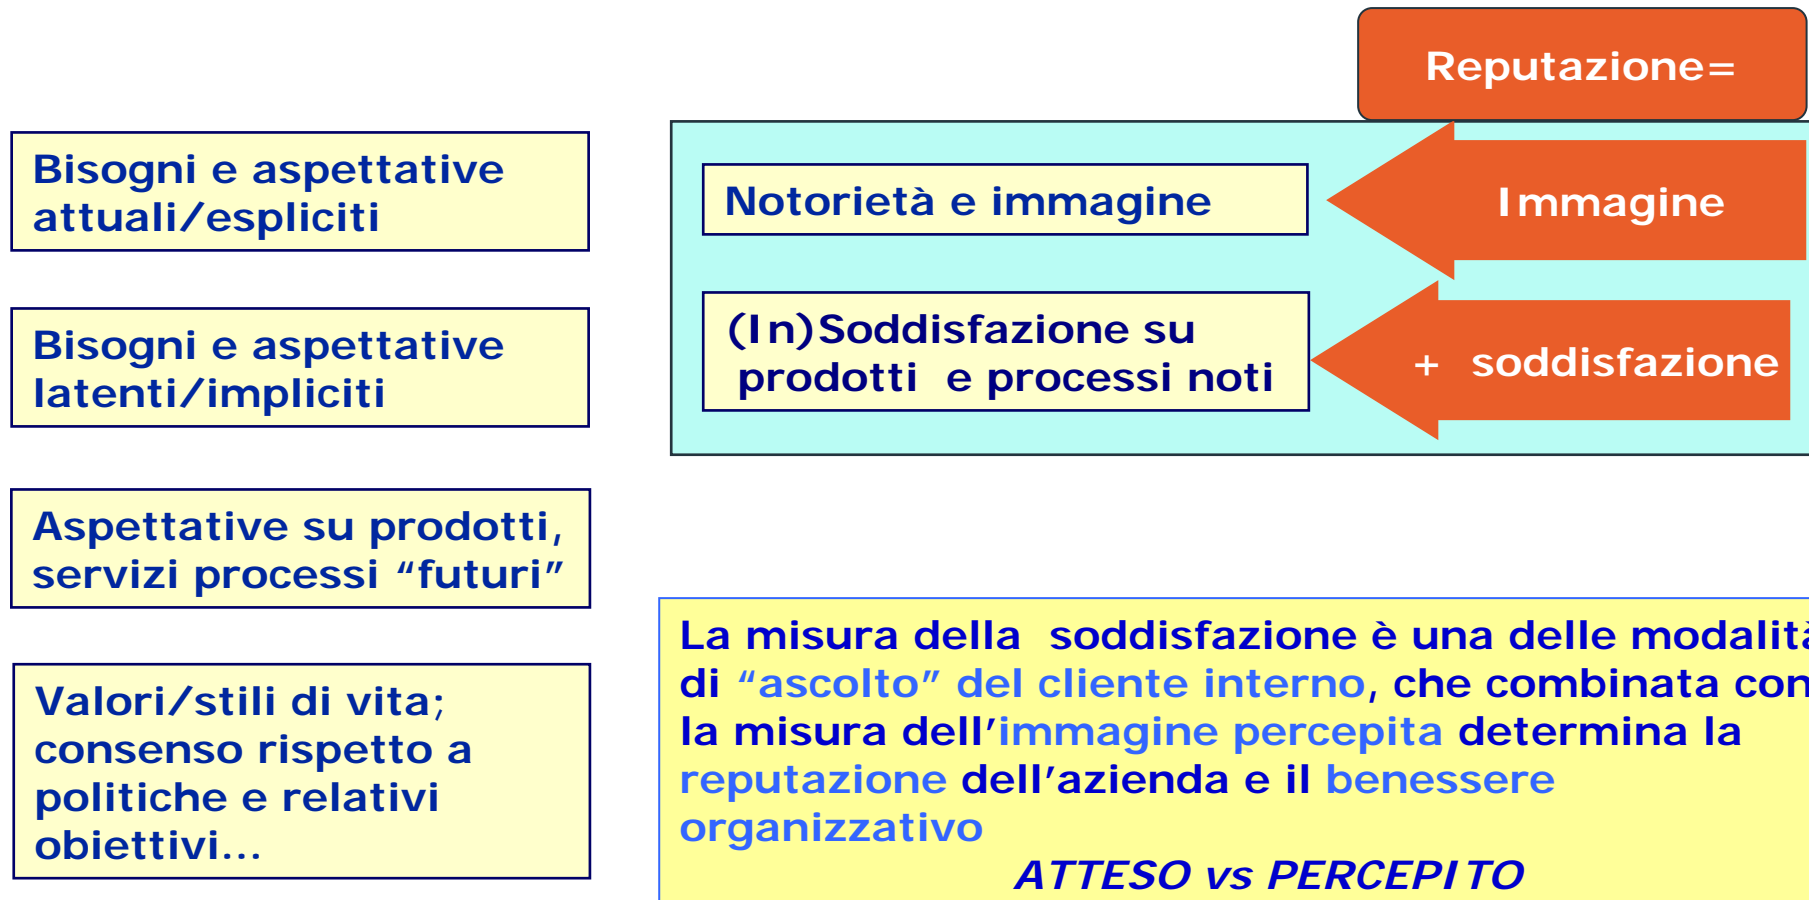 Reputazione=
Bisogni e aspettative
attuali/espliciti
Notorietà e immagine
Immagine
Bisogni e aspettative
latenti/impliciti
(In)Soddisfazione su
prodotti e processi noti
+ soddisfazione
Aspettative su prodotti,
servizi processi “futuri”
Valori/stili di vita;
consenso rispetto a
politiche e relativi
obiettivi...
La misura della soddisfazione è una delle modalità
di “ascolto” del cliente interno, che combinata con
la misura dell’immagine percepita determina la
reputazione dell’azienda e il benessere
organizzativo
ATTESO vs PERCEPITO